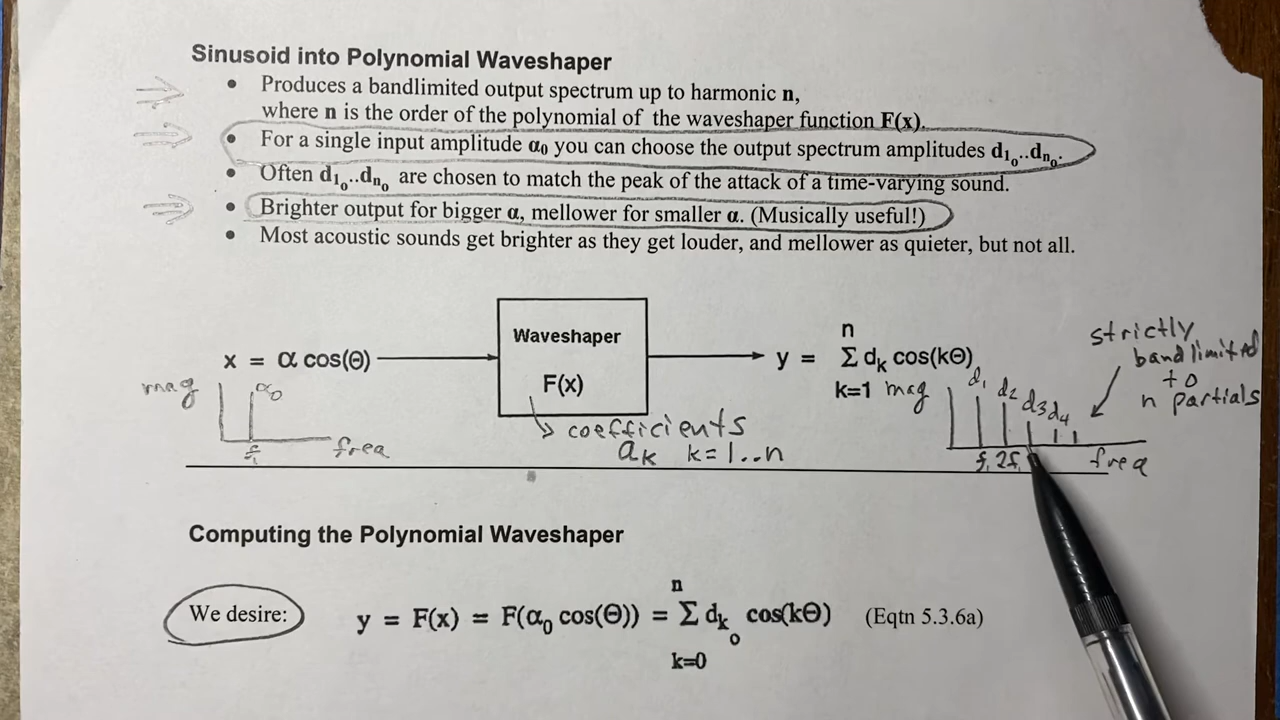 Sinusoid into Polynomial Waveshaper
• Produces a bandlimited output spectrum up to harmonic n,
where n is the order of the polynomial of the waveshaper function F(x).
• For a single input amplitude α₀ you can choose the output spectrum amplitudes d₁₀..dₙ₀.
• Often d₁₀..dₙ₀ are chosen to match the peak of the attack of a time-varying sound.
• Brighter output for bigger α, mellower for smaller α. (Musically useful!)
• Most acoustic sounds get brighter as they get louder, and mellower as quieter, but not all.
x = α cos(Θ)
Waveshaper
F(x)
n
y = Σ dₖ cos(kΘ)
k=1
mag
α₀
f₁
freq
coefficients
aₖ k=1..n
mag
d₁ d₂ d₃ d₄
f₁ 2f₁
freq
strictly
bandlimited
to
n partials
Computing the Polynomial Waveshaper
We desire:
n
y = F(x) = F(α₀ cos(Θ)) = Σ dₖ₀ cos(kΘ) (Eqtn 5.3.6a)
k=0